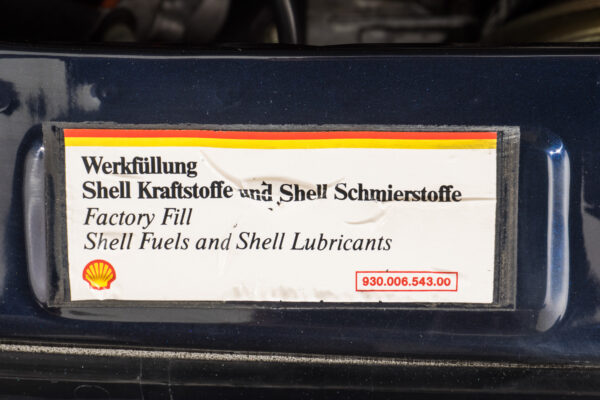 Werkfüllung
Shell Kraftstoffe und Shell Schmierstoffe
Factory Fill
Shell Fuels and Shell Lubricants
930.006.543.00